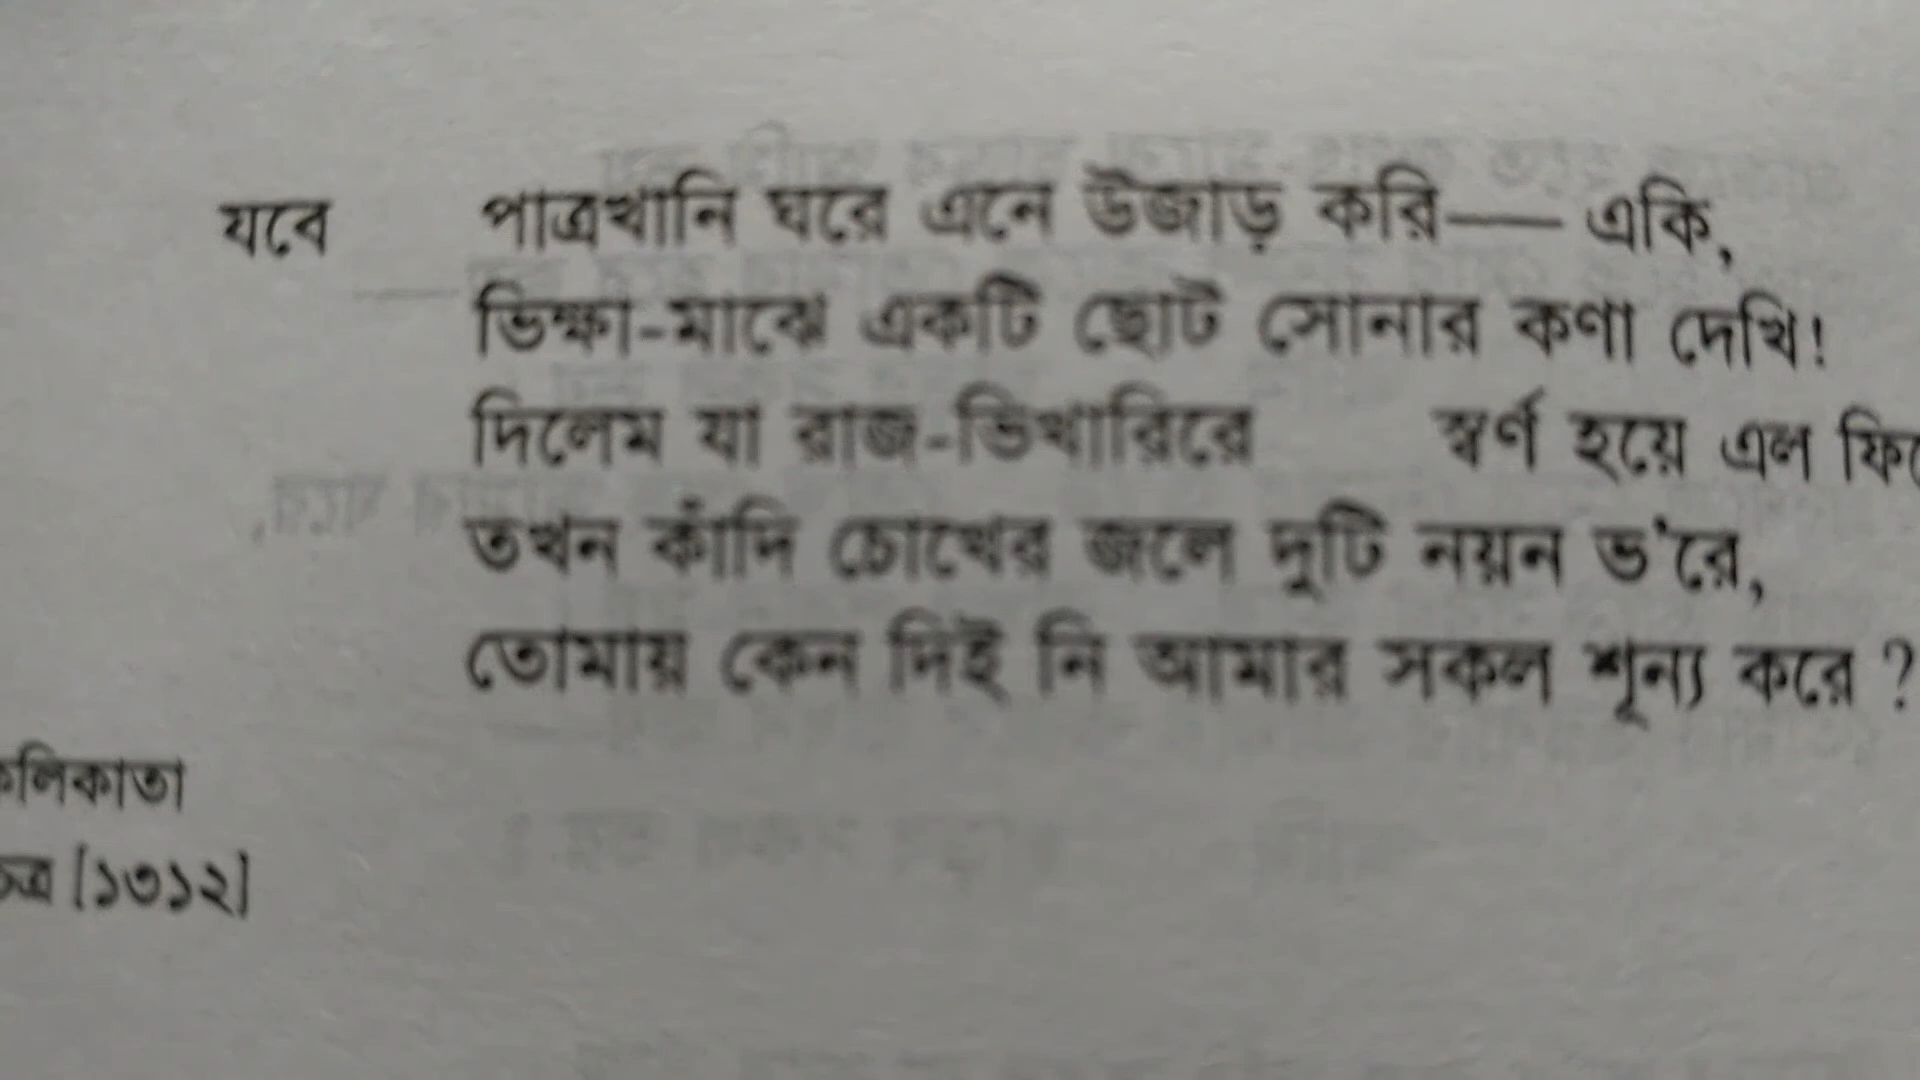 যবে পাত্রখানি ঘরে এনে উজাড় করি— একি,
ভিক্ষা-মাঝে একটি ছোট সোনার কণা দেখি!
দিলেম যা রাজ-ভিখারিরে স্বর্ণ হয়ে এল
তখন কাঁদি চোখের জলে দুটি নয়ন ভ'রে,
তোমায় কেন দিই নি আমার সকল শূন্য করে?
[১৩১২]